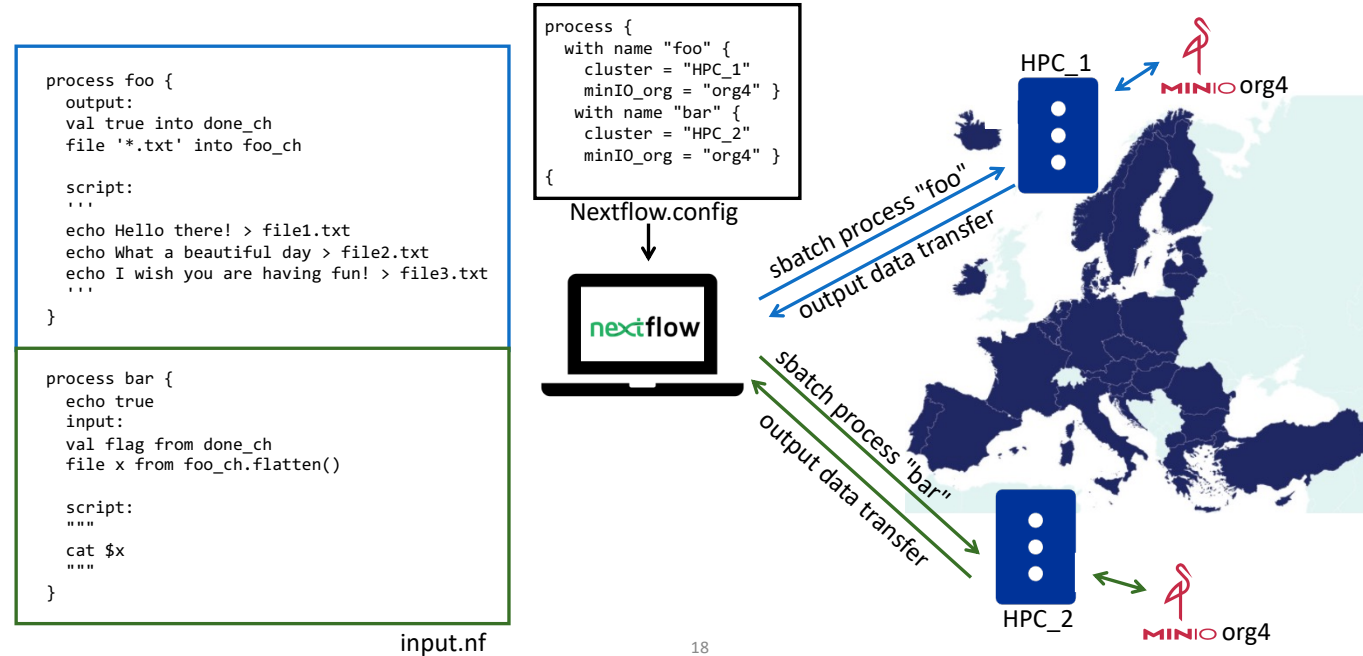 process foo {
output:
val true into done_ch
file '*.txt' into foo_ch
script:
'''
echo Hello there! > file1.txt
echo What a beautiful day > file2.txt
echo I wish you are having fun! > file3.txt
'''
}
process bar {
echo true
input:
val flag from done_ch
file x from foo_ch.flatten()
script:
"""
cat $x
"""
}
input.nf
process {
with name "foo" {
cluster = "HPC_1"
minIO_org = "org4" }
with name "bar" {
cluster = "HPC_2"
minIO_org = "org4" }
{
Nextflow.config
nextflow
sbatch process "foo"
output data transfer
sbatch process "bar"
output data transfer
HPC_1
MINIO org4
HPC_2
MINIO org4
18